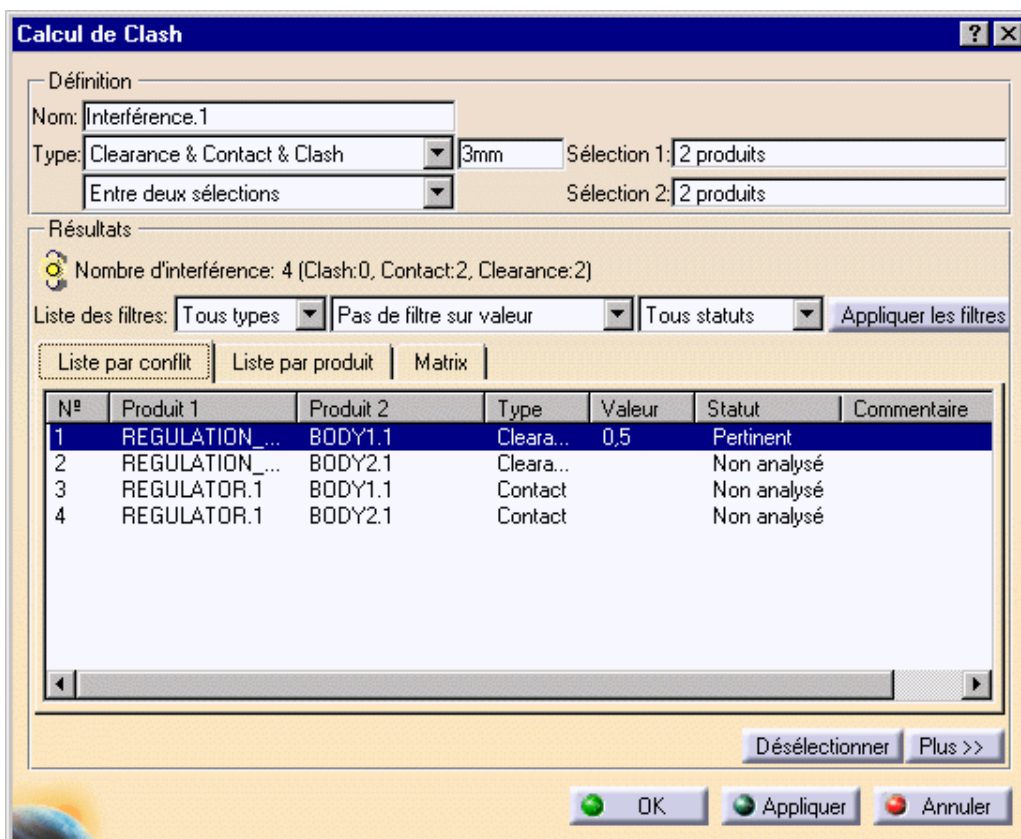 Calcul de Clash
Définition
Nom: Interférence.1
Type: Clearance & Contact & Clash 3mm Sélection 1: 2 produits
Entre deux sélections Sélection 2: 2 produits
Résultats
Nombre d'interférence: 4 (Clash:0, Contact:2, Clearance:2)
Liste des filtres: Tous types Pas de filtre sur valeur Tous statuts Appliquer les filtres
Liste par conflit Liste par produit Matrix
Nº Produit 1 Produit 2 Type Valeur Statut Commentaire
1 REGULATION_... BODY1.1 Cleara... 0,5 Pertinent
2 REGULATION_... BODY2.1 Cleara... Non analysé
3 REGULATOR.1 BODY1.1 Contact Non analysé
4 REGULATOR.1 BODY2.1 Contact Non analysé
Désélectionner Plus >>
OK Appliquer Annuler